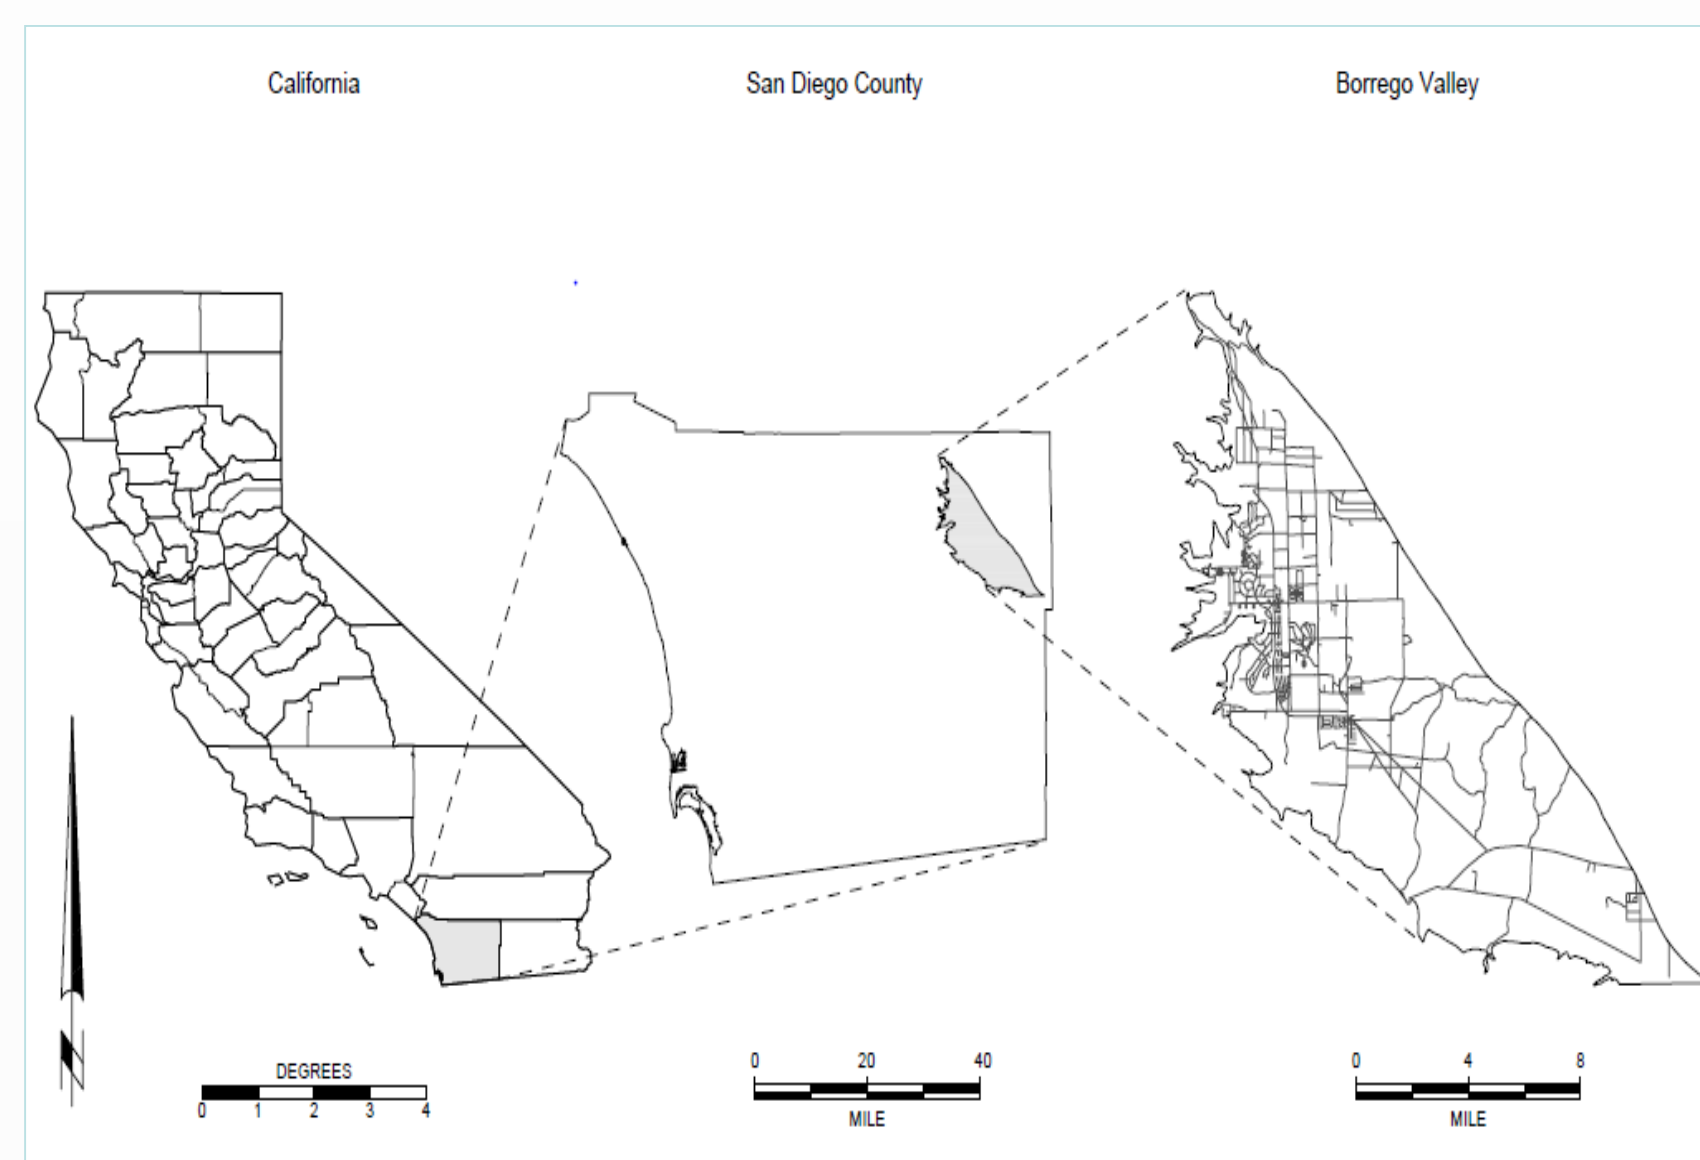 California
San Diego County
Borrego Valley
N
DEGREES
0 1 2 3 4
0 20 40
MILE
0 4 8
MILE